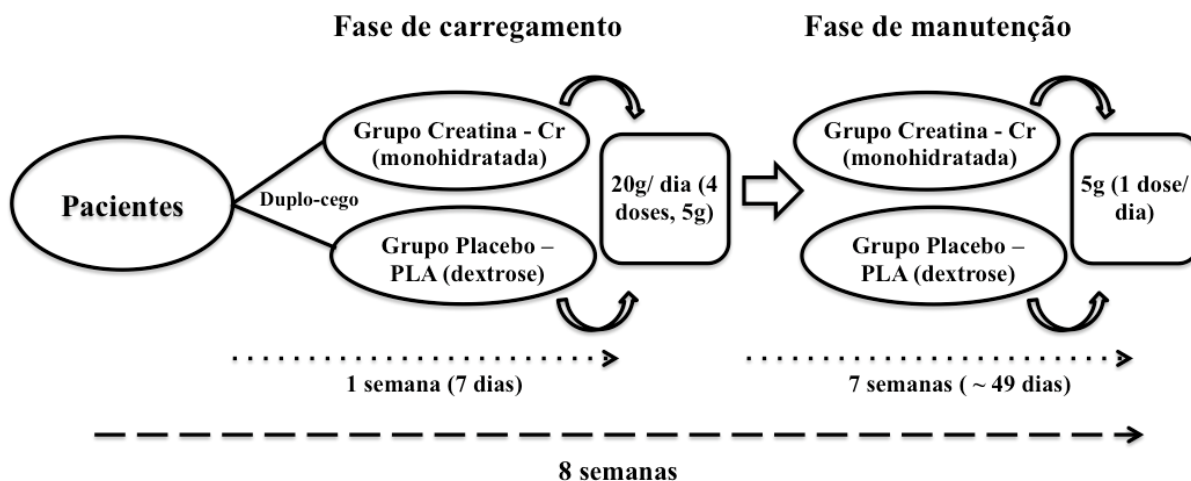 Fase de carregamento
Fase de manutenção
Pacientes
Duplo-cego
Grupo Creatina - Cr
(monohidratada)
Grupo Placebo –
PLA (dextrose)
20g/ dia (4
doses, 5g)
Grupo Creatina - Cr
(monohidratada)
Grupo Placebo –
PLA (dextrose)
5g (1 dose/
dia)
1 semana (7 dias)
7 semanas ( ~ 49 dias)
8 semanas